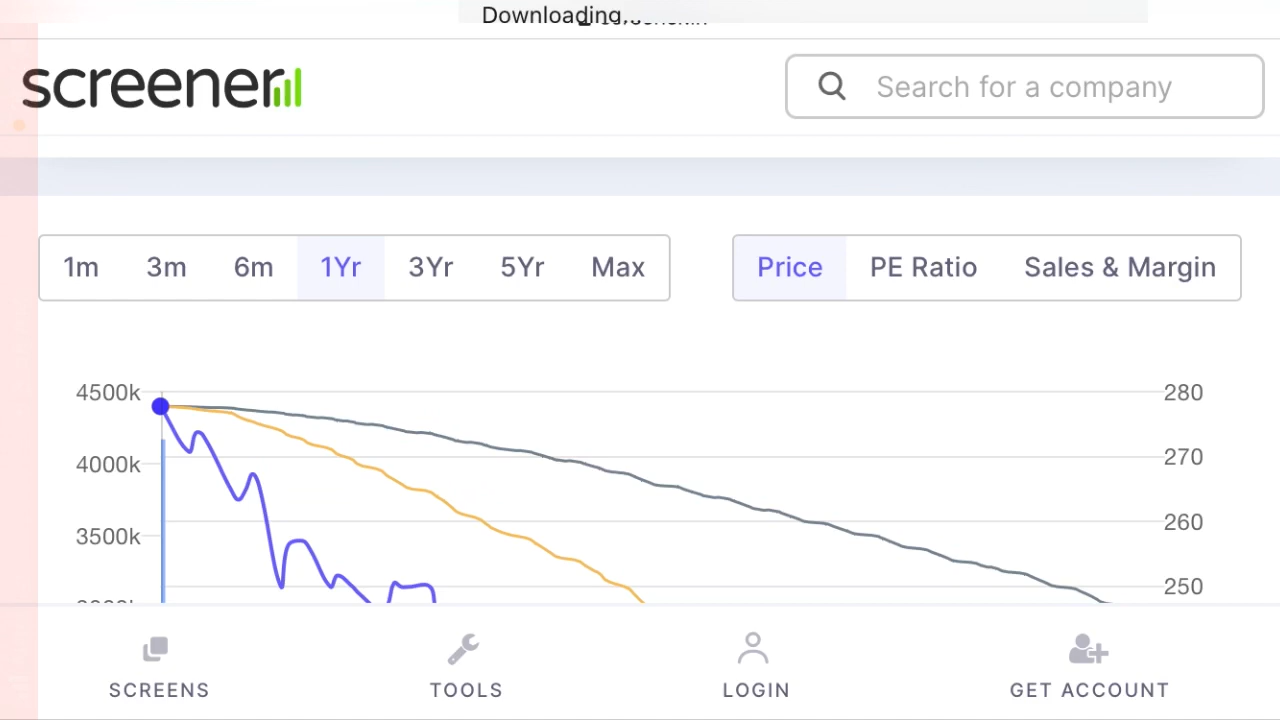 Downloading...
screener
Search for a company
1m 3m 6m 1Yr 3Yr 5Yr Max
Price PE Ratio Sales & Margin
4500k 280
4000k 270
3500k 260
250
SCREENS TOOLS LOGIN GET ACCOUNT